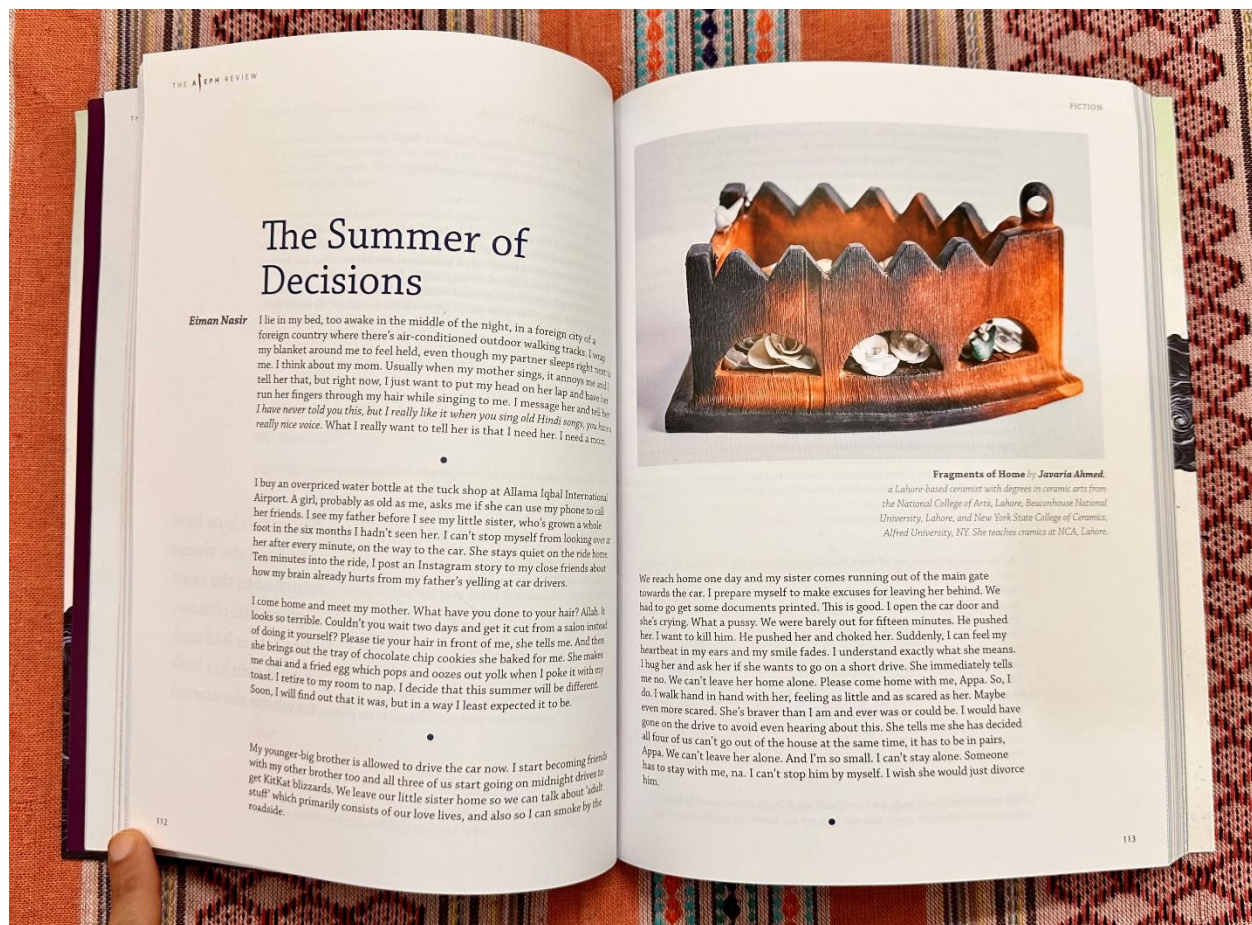 THE ALEPH REVIEW
The Summer of
Decisions
Eiman Nasir
I lie in my bed, too awake in the middle of the night, in a foreign city of a
foreign country where there's air-conditioned outdoor walking tracks. I wrap
my blanket around me to feel held, even though my partner sleeps right next to
me. I think about my mom. Usually when my mother sings, it annoys me and I
tell her that, but right now, I just want to put my head on her lap and have her
run her fingers through my hair while singing to me. I message her and tell her
I have never told you this, but I really like it when you sing old Hindi songs, you have a
really nice voice. What I really want to tell her is that I need her. I need a mom.
I buy an overpriced water bottle at the tuck shop at Allama Iqbal International
Airport. A girl, probably as old as me, asks me if she can use my phone to call
her friends. I see my father before I see my little sister, who's grown a whole
foot in the six months I hadn't seen her. I can't stop myself from looking over at
her after every minute, on the way to the car. She stays quiet on the ride home.
Ten minutes into the ride, I post an Instagram story to my close friends about
how my brain already hurts from my father's yelling at car drivers.
I come home and meet my mother. What have you done to your hair? Allah. It
looks so terrible. Couldn't you wait two days and get it cut from a salon instead
of doing it yourself? Please tie your hair in front of me, she tells me. And then
she brings out the tray of chocolate chip cookies she baked for me. She makes
me chai and a fried egg which pops and oozes out yolk when I poke it with my
toast. I retire to my room to nap. I decide that this summer will be different.
Soon, I will find out that it was, but in a way I least expected it to be.
My younger-big brother is allowed to drive the car now. I start becoming friends
with my other brother too and all three of us start going on midnight drives to
get KitKat blizzards. We leave our little sister home so we can talk about 'adult
stuff' which primarily consists of our love lives, and also so I can smoke by the
roadside.
112
FICTION
Fragments of Home by Javaria Ahmed,
a Lahore-based ceramist with degrees in ceramic arts from
the National College of Arts, Lahore, Beaconhouse National
University, Lahore, and New York State College of Ceramics,
Alfred University, NY. She teaches cramics at NCA, Lahore.
We reach home one day and my sister comes running out of the main gate
towards the car. I prepare myself to make excuses for leaving her behind. We
had to go get some documents printed. This is good. I open the car door and
she's crying. What a pussy. We were barely out for fifteen minutes. He pushed
her. I want to kill him. He pushed her and choked her. Suddenly, I can feel my
heartbeat in my ears and my smile fades. I understand exactly what she means.
I hug her and ask her if she wants to go on a short drive. She immediately tells
me no. We can't leave her home alone. Please come home with me, Appa. So, I
do. I walk hand in hand with her, feeling as little and as scared as her. Maybe
even more scared. She's braver than I am and ever was or could be. I would have
gone on the drive to avoid even hearing about this. She tells me she has decided
all four of us can't go out of the house at the same time, it has to be in pairs,
Appa. We can't leave her alone. And I'm so small. I can't stay alone. Someone
has to stay with me, na. I can't stop him by myself. I wish she would just divorce
him.
113